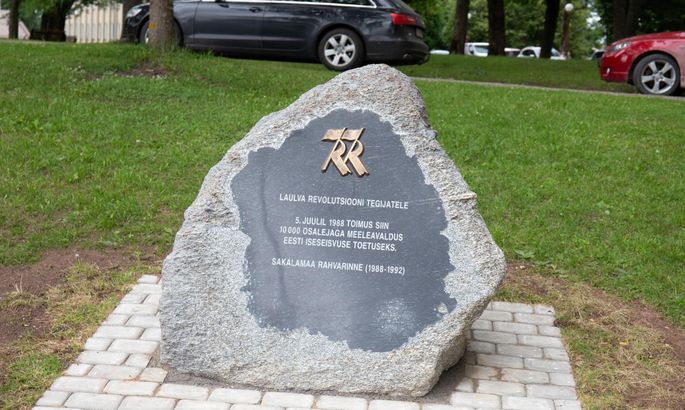 RR
LAULVA REVOLUTSIOONI TEGIJATELE
5. JUULIL 1988 TOIMUS SIIN
10 000 OSALEJAGA MEELEAVALDUS
EESTI ISESEISVUSE TOETUSEKS.
SAKALAMAA RAHVARINNE (1988-1992)